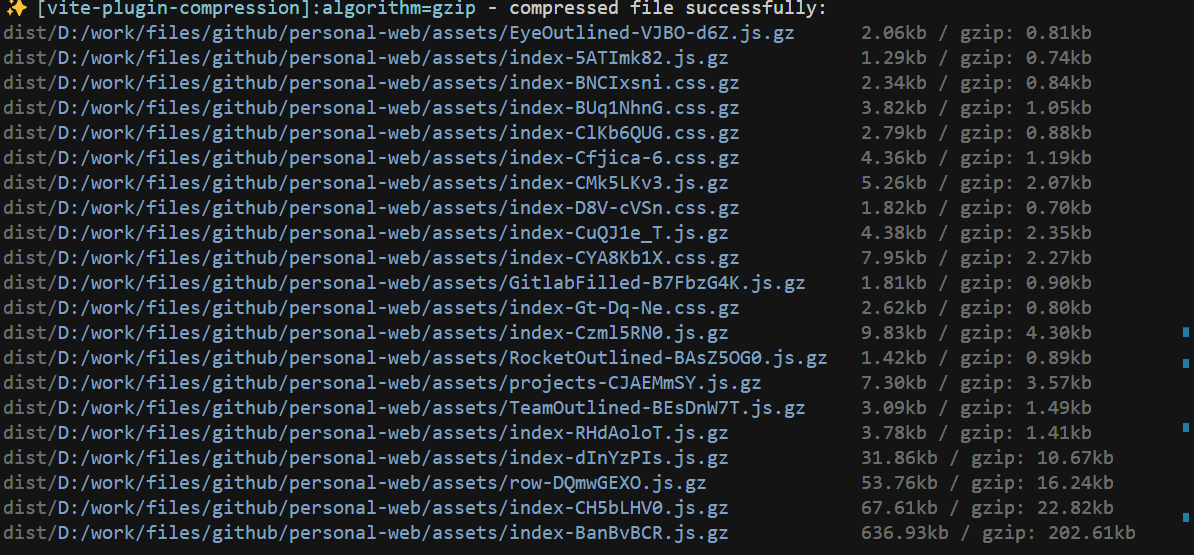 ✨ [vite-plugin-compression]:algorithm=gzip - compressed file successfully:
dist/D:/work/files/github/personal-web/assets/EyeOutlined-VJBO-d6Z.js.gz 2.06kb / gzip: 0.81kb
dist/D:/work/files/github/personal-web/assets/index-5ATImk82.js.gz 1.29kb / gzip: 0.74kb
dist/D:/work/files/github/personal-web/assets/index-BNCIxsni.css.gz 2.34kb / gzip: 0.84kb
dist/D:/work/files/github/personal-web/assets/index-BUq1NhnG.css.gz 3.82kb / gzip: 1.05kb
dist/D:/work/files/github/personal-web/assets/index-ClKb6QUG.css.gz 2.79kb / gzip: 0.88kb
dist/D:/work/files/github/personal-web/assets/index-Cfjica-6.css.gz 4.36kb / gzip: 1.19kb
dist/D:/work/files/github/personal-web/assets/index-CMk5LKv3.js.gz 5.26kb / gzip: 2.07kb
dist/D:/work/files/github/personal-web/assets/index-D8V-cVSn.css.gz 1.82kb / gzip: 0.70kb
dist/D:/work/files/github/personal-web/assets/index-CuQJ1e_T.js.gz 4.38kb / gzip: 2.35kb
dist/D:/work/files/github/personal-web/assets/index-CYA8Kb1X.css.gz 7.95kb / gzip: 2.27kb
dist/D:/work/files/github/personal-web/assets/GitlabFilled-B7FbzG4K.js.gz 1.81kb / gzip: 0.90kb
dist/D:/work/files/github/personal-web/assets/index-Gt-Dq-Ne.css.gz 2.62kb / gzip: 0.80kb
dist/D:/work/files/github/personal-web/assets/index-Czml5RN0.js.gz 9.83kb / gzip: 4.30kb
dist/D:/work/files/github/personal-web/assets/RocketOutlined-BAsZ5OG0.js.gz 1.42kb / gzip: 0.89kb
dist/D:/work/files/github/personal-web/assets/projects-CJAEMmSY.js.gz 7.30kb / gzip: 3.57kb
dist/D:/work/files/github/personal-web/assets/TeamOutlined-BEsDnW7T.js.gz 3.09kb / gzip: 1.49kb
dist/D:/work/files/github/personal-web/assets/index-RHdAoloT.js.gz 3.78kb / gzip: 1.41kb
dist/D:/work/files/github/personal-web/assets/index-dInYzPIs.js.gz 31.86kb / gzip: 10.67kb
dist/D:/work/files/github/personal-web/assets/row-DQmwGEXO.js.gz 53.76kb / gzip: 16.24kb
dist/D:/work/files/github/personal-web/assets/index-CH5bLHV0.js.gz 67.61kb / gzip: 22.82kb
dist/D:/work/files/github/personal-web/assets/index-BanBvBCR.js.gz 636.93kb / gzip: 202.61kb